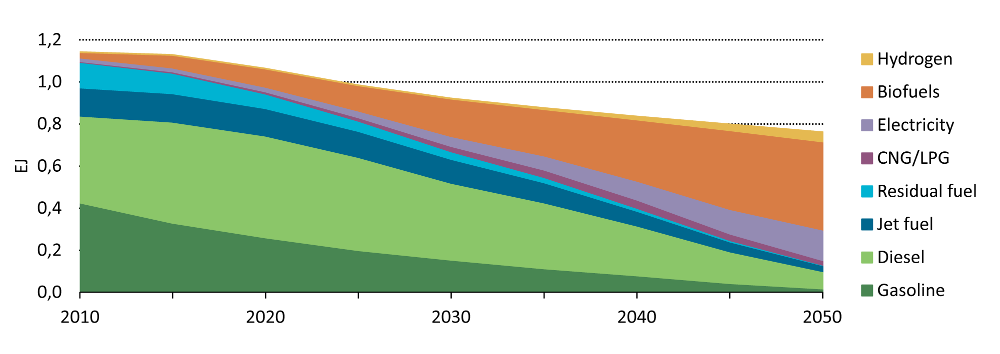 EJ
1,2
1,0
0,8
0,6
0,4
0,2
0,0
2010 2020 2030 2040 2050
Hydrogen
Biofuels
Electricity
CNG/LPG
Residual fuel
Jet fuel
Diesel
Gasoline